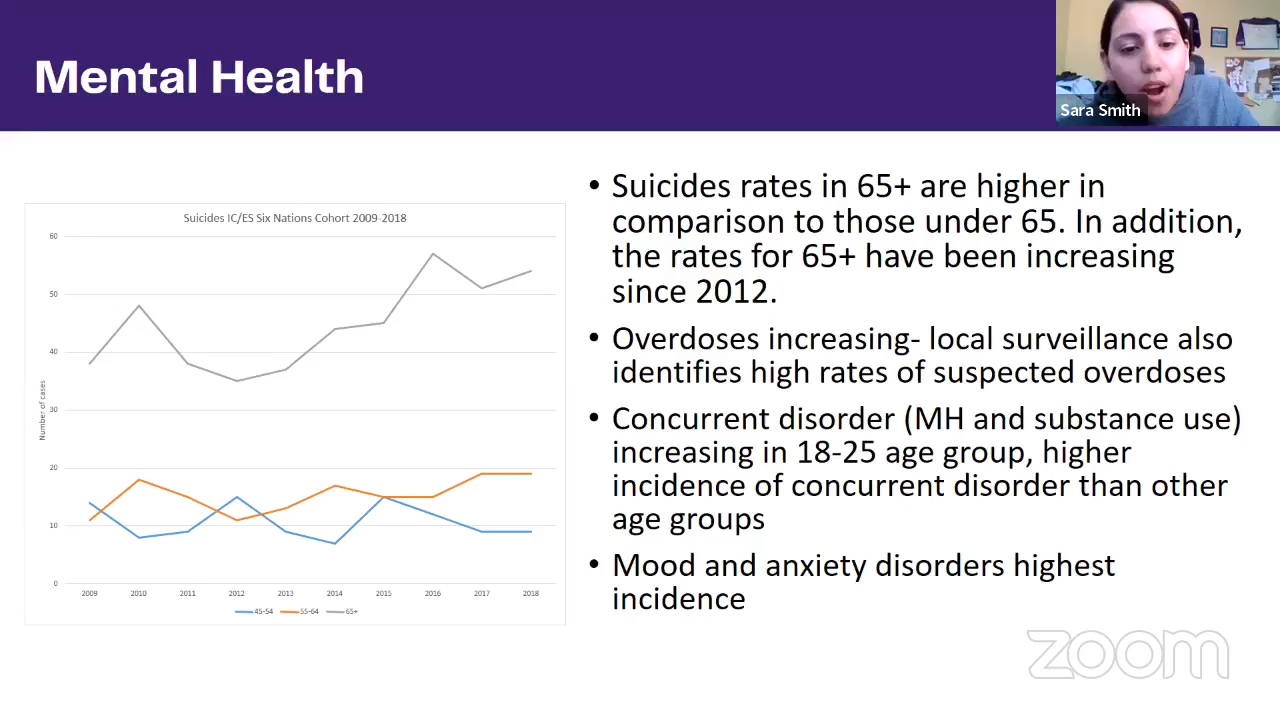 Mental Health
Sara Smith
Suicides IC/ES Six Nations Cohort 2009-2018
60
50
40
30
20
10
0
Number of cases
2009 2010 2011 2012 2013 2014 2015 2016 2017 2018
45-54 55-64 65+
• Suicides rates in 65+ are higher in
comparison to those under 65. In addition,
the rates for 65+ have been increasing
since 2012.
• Overdoses increasing- local surveillance also
identifies high rates of suspected overdoses
• Concurrent disorder (MH and substance use)
increasing in 18-25 age group, higher
incidence of concurrent disorder than other
age groups
• Mood and anxiety disorders highest
incidence
zoom